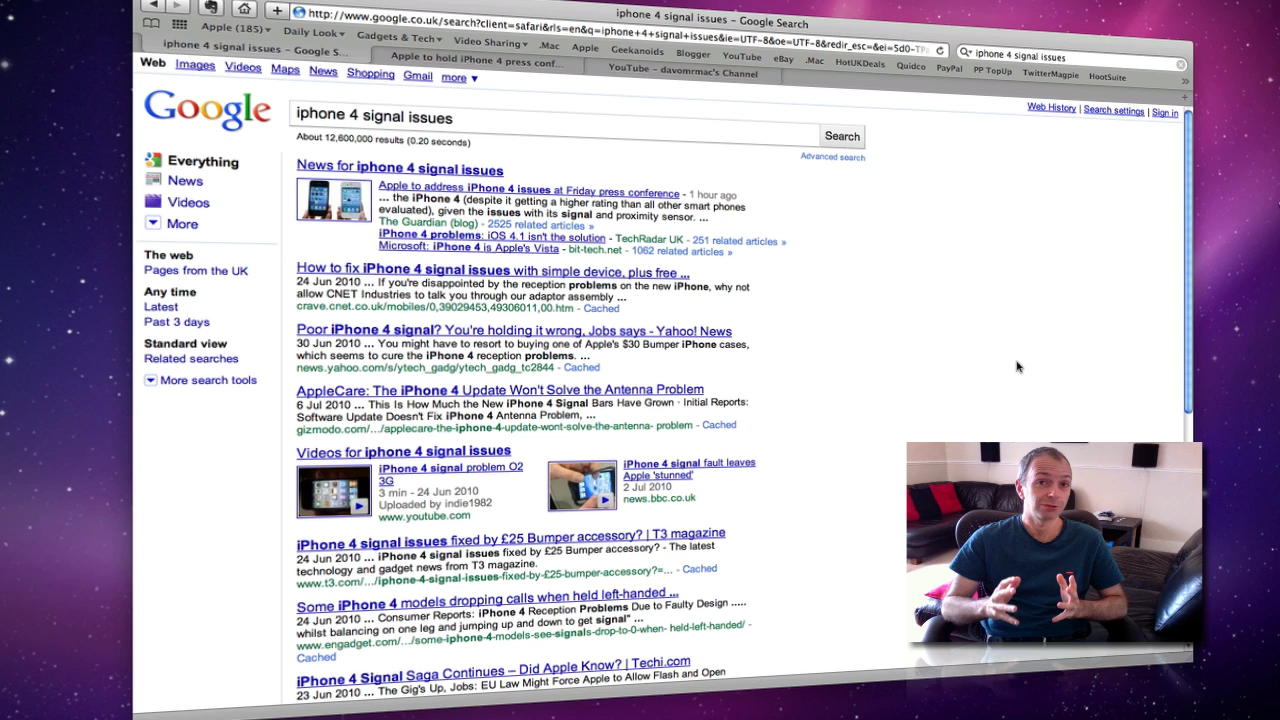 iphone 4 signal issues – Google Search
http://www.google.co.uk/search?client=safari&rls=en&q=iphone+4+signal+issues&ie=UTF-8&oe=UTF-8&redir_esc=&ei=5d0-TP
iphone 4 signal issues
Apple (185) Daily Look Gadgets & Tech Video Sharing .Mac Apple Geekanoids Blogger YouTube eBay .Mac HotUKDeals Quidco PayPal PP TopUp TwitterMagpie HootSuite
iphone 4 signal issues – Google S...
Apple to hold iPhone 4 press conf...
YouTube – davomrmac's Channel
Web Images Videos Maps News Shopping Gmail more
Web History | Search settings | Sign in
Google
iphone 4 signal issues
Search
About 12,600,000 results (0.20 seconds)
Advanced search
Everything
News
Videos
More
The web
Pages from the UK
Any time
Latest
Past 3 days
Standard view
Related searches
More search tools
News for iphone 4 signal issues
Apple to address iPhone 4 issues at Friday press conference - 1 hour ago
... the iPhone 4 (despite it getting a higher rating than all other smart phones
evaluated), given the issues with its signal and proximity sensor. ...
The Guardian (blog) - 2525 related articles »
iPhone 4 problems: iOS 4.1 isn't the solution - TechRadar UK - 251 related articles »
Microsoft: iPhone 4 is Apple's Vista - bit-tech.net - 1062 related articles »
How to fix iPhone 4 signal issues with simple device, plus free ...
24 Jun 2010 ... If you're disappointed by the reception problems on the new iPhone, why not
allow CNET Industries to talk you through our adaptor assembly ...
crave.cnet.co.uk/mobiles/0,39029453,49306011,00.htm - Cached
Poor iPhone 4 signal? You're holding it wrong, Jobs says - Yahoo! News
30 Jun 2010 ... You might have to resort to buying one of Apple's $30 Bumper iPhone cases,
which seems to cure the iPhone 4 reception problems. ...
news.yahoo.com/s/ytech_gadg/ytech_gadg_tc2844 - Cached
AppleCare: The iPhone 4 Update Won't Solve the Antenna Problem
6 Jul 2010 ... This Is How Much the New iPhone 4 Signal Bars Have Grown · Initial Reports:
Software Update Doesn't Fix iPhone 4 Antenna Problem, ...
gizmodo.com/.../applecare-the-iphone-4-update-wont-solve-the-antenna- problem - Cached
Videos for iphone 4 signal issues
iPhone 4 signal problem O2
3G
3 min - 24 Jun 2010
Uploaded by indie1982
www.youtube.com
iPhone 4 signal fault leaves
Apple 'stunned'
2 Jul 2010
news.bbc.co.uk
iPhone 4 signal issues fixed by £25 Bumper accessory? | T3 magazine
24 Jun 2010 ... iPhone 4 signal issues fixed by £25 Bumper accessory? - The latest
technology and gadget news from T3 magazine.
www.t3.com/.../iphone-4-signal-issues-fixed-by-£25-bumper-accessory?=... - Cached
Some iPhone 4 models dropping calls when held left-handed ...
24 Jun 2010 ... Consumer Reports: iPhone 4 Reception Problems Due to Faulty Design .....
whilst balancing on one leg and jumping up and down to get signal" ...
www.engadget.com/.../some-iphone-4-models-see-signals-drop-to-0-when- held-left-handed/ -
Cached
iPhone 4 Signal Saga Continues – Did Apple Know? | Techi.com
23 Jun 2010 ... The Gig's Up, Jobs: EU Law Might Force Apple to Allow Flash and Open